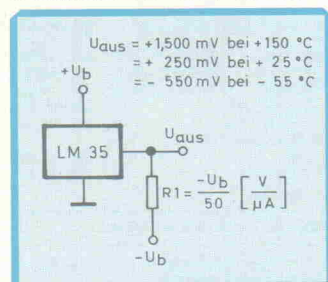 Uaus = +1,500 mV bei +150 °C
= + 250 mV bei + 25 °C
= - 550 mV bei - 55 °C
+Ub
LM 35
Uaus
R1 = -Ub/50 [V/µA]
-Ub